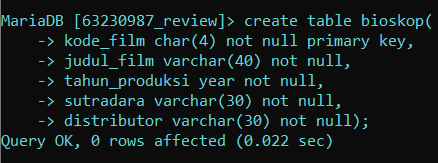 MariaDB [63230987_review]> create table bioskop(
-> kode_film char(4) not null primary key,
-> judul_film varchar(40) not null,
-> tahun_produksi year not null,
-> sutradara varchar(30) not null,
-> distributor varchar(30) not null);
Query OK, 0 rows affected (0.022 sec)